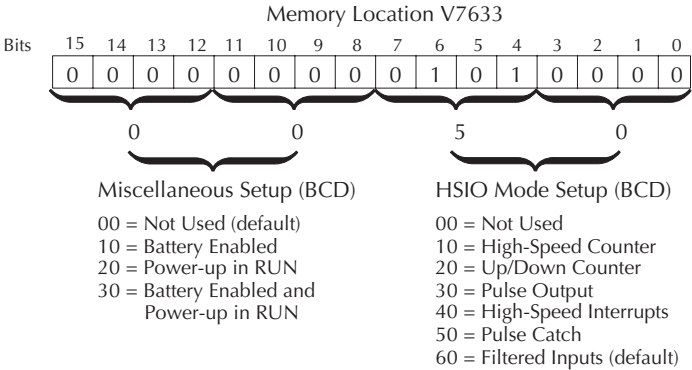 Memory Location V7633
Bits 15 14 13 12 11 10 9 8 7 6 5 4 3 2 1 0
0 0 0 0 0 0 0 0 0 1 0 1 0 0 0 0
0 0 5 0
Miscellaneous Setup (BCD)
00 = Not Used (default)
10 = Battery Enabled
20 = Power-up in RUN
30 = Battery Enabled and
Power-up in RUN
HSIO Mode Setup (BCD)
00 = Not Used
10 = High-Speed Counter
20 = Up/Down Counter
30 = Pulse Output
40 = High-Speed Interrupts
50 = Pulse Catch
60 = Filtered Inputs (default)